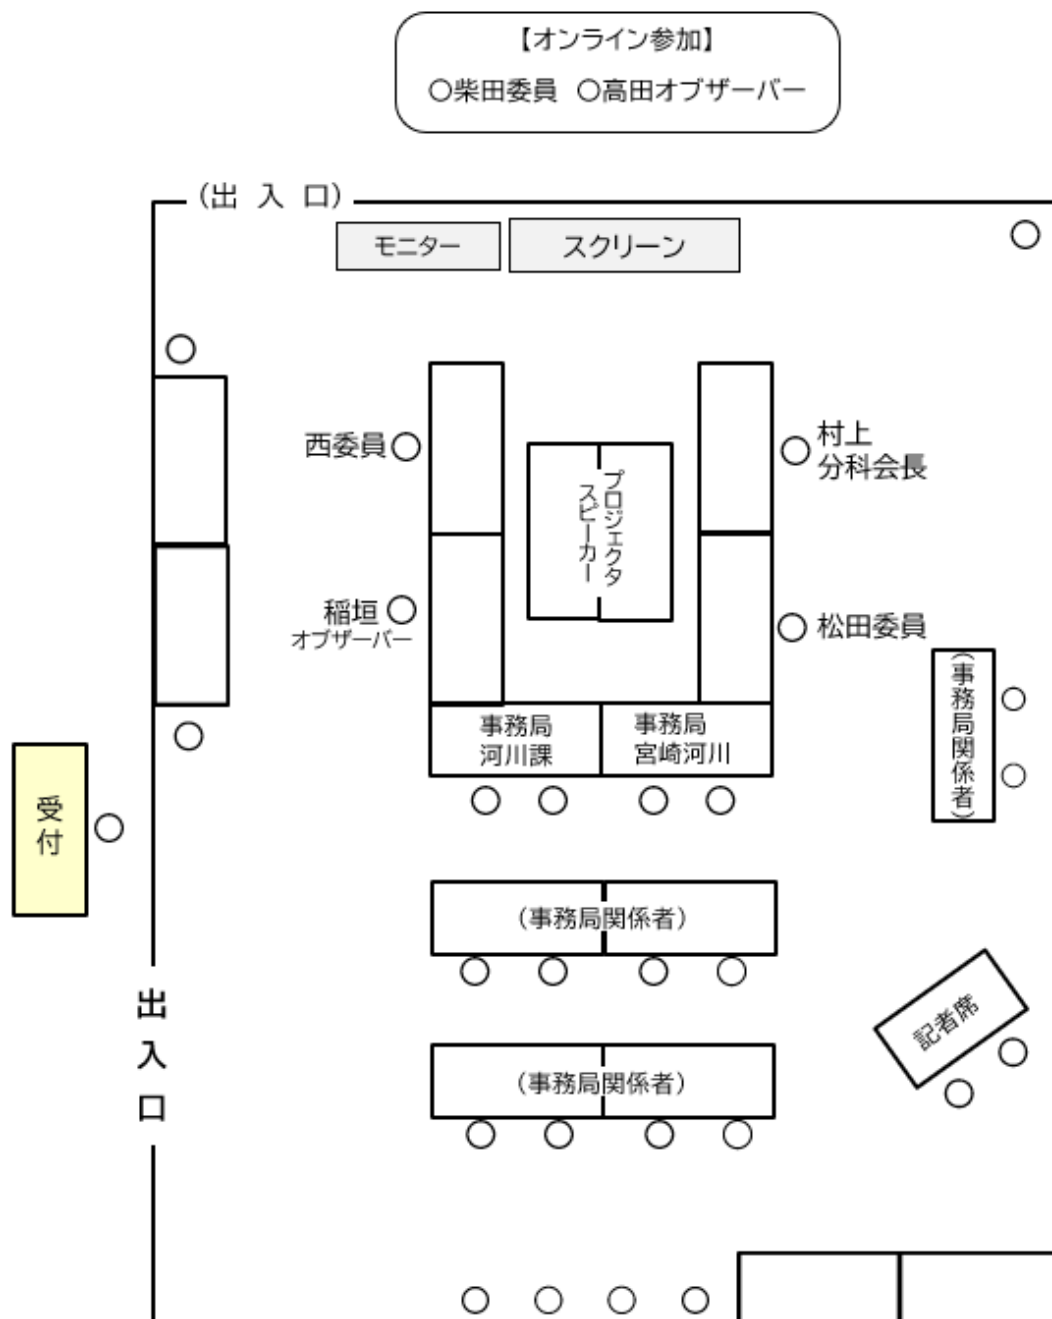 【オンライン参加】
○柴田委員 ○高田オブザーバー
（出 入 口）
モニター
スクリーン
西委員
村上
分科会長
プロジェクタ
スピーカー
稲垣
オブザーバー
松田委員
事務局
河川課
事務局
宮崎河川
（事務局関係者）
受付
（事務局関係者）
出入口
記者席
（事務局関係者）